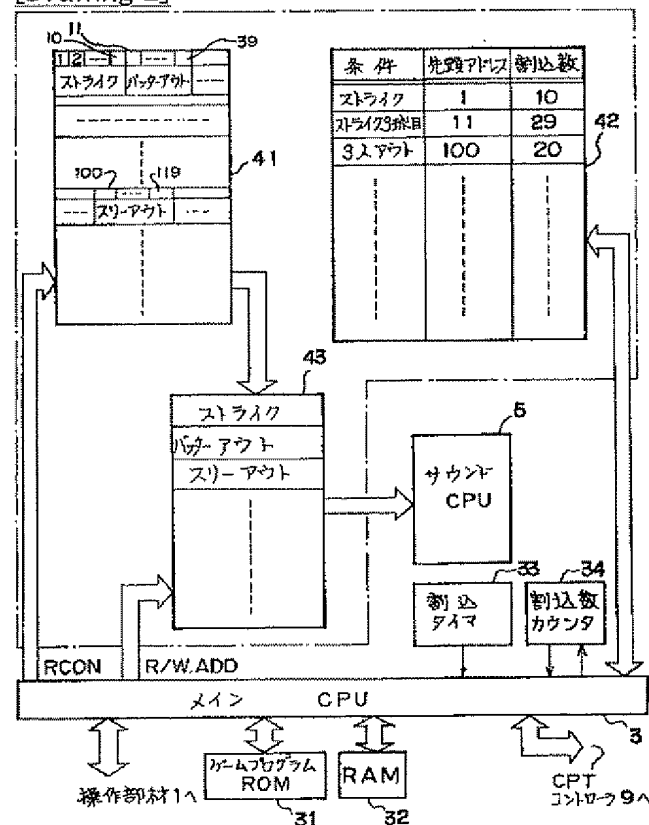 [Drawing 2]
11
10
39
1 2 --
ストライク バッターアウト ---
41
100 --- 119
--- スリーアウト ---
条件 先頭アドレス 割込数
ストライク 1 10
ストライク3球目 11 29
3人アウト 100 20
42
43
ストライク
バッターアウト
スリーアウト
5
サウンド
CPU
33
割込
タイマ
34
割込数
カウンタ
RCON R/W.ADD
メイン CPU
3
操作部材1へ
ゲームプログラム
ROM
31
RAM
32
CPT
コントローラ9へ